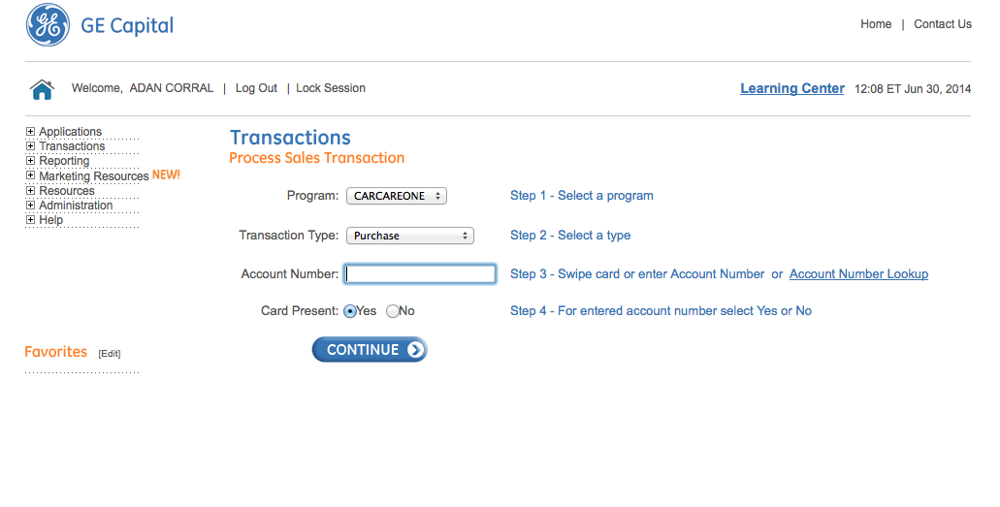 GE GE Capital
Home | Contact Us
Welcome, ADAN CORRAL | Log Out | Lock Session
Learning Center 12:08 ET Jun 30, 2014
Applications
Transactions
Reporting
Marketing Resources NEW!
Resources
Administration
Help
Transactions
Process Sales Transaction
Program: CARCAREONE Step 1 - Select a program
Transaction Type: Purchase Step 2 - Select a type
Account Number: Step 3 - Swipe card or enter Account Number or Account Number Lookup
Card Present: Yes No Step 4 - For entered account number select Yes or No
CONTINUE
Favorites [Edit]